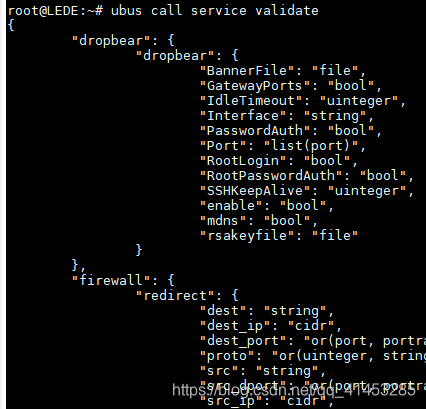 root@LEDE:~# ubus call service validate
{
        "dropbear": {
                "dropbear": {
                        "BannerFile": "file",
                        "GatewayPorts": "bool",
                        "IdleTimeout": "uinteger",
                        "Interface": "string",
                        "PasswordAuth": "bool",
                        "Port": "list(port)",
                        "RootLogin": "bool",
                        "RootPasswordAuth": "bool",
                        "SSHKeepAlive": "uinteger",
                        "enable": "bool",
                        "mdns": "bool",
                        "rsakeyfile": "file"
                }
        },
        "firewall": {
                "redirect": {
                        "dest": "string",
                        "dest_ip": "cidr",
                        "dest_port": "or(port, portra
                        "proto": "or(uinteger, string
                        "src": "string",
                        "src_dport": "or(port, portra
                        "src_ip": "cidr",
https://blog.csdn.net/qq_41453285